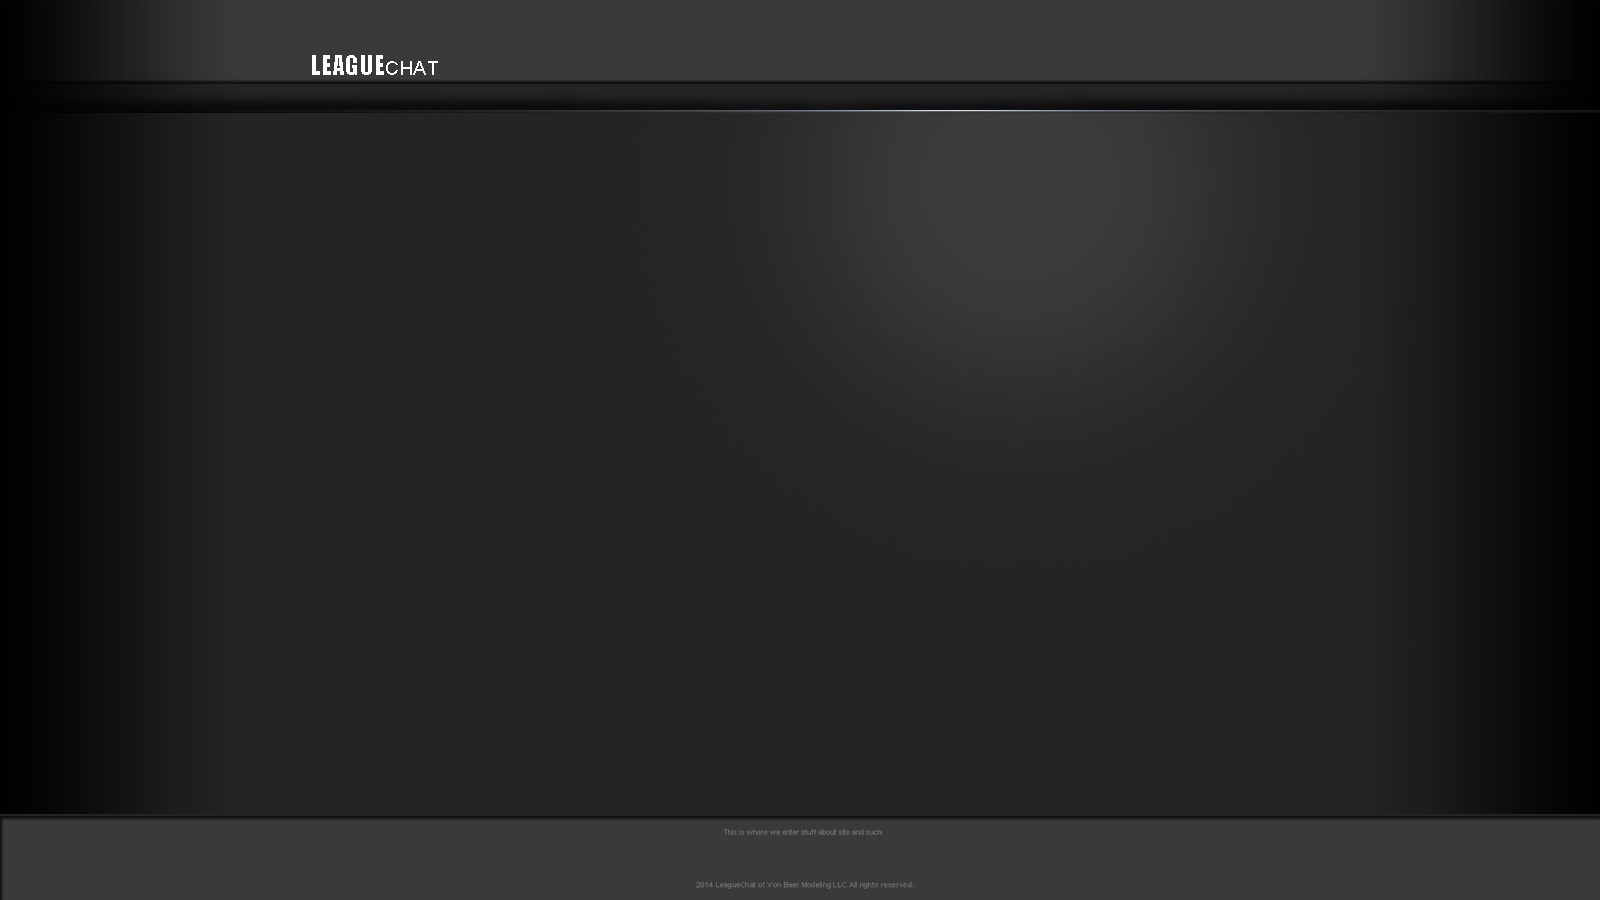 LEAGUECHAT
This is where we enter stuff about site and such
2014 LeagueChat of Von Baer Modeling LLC. All rights reserved.